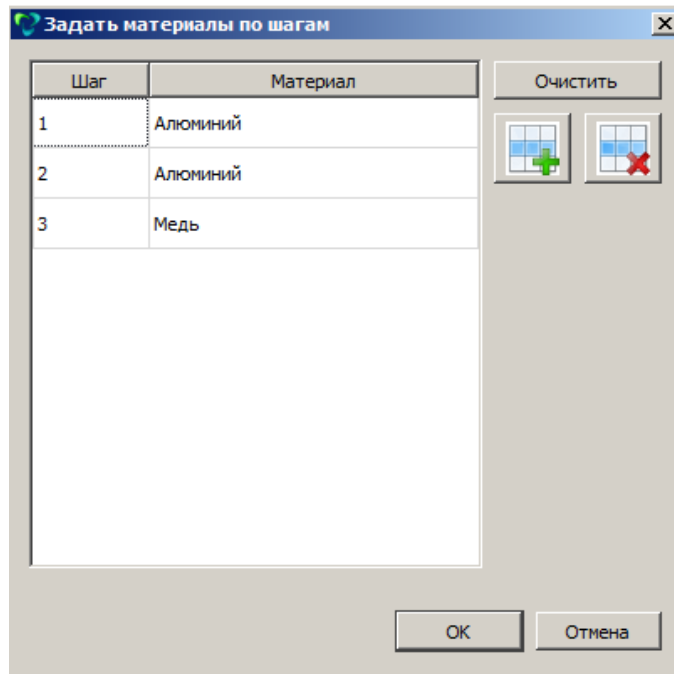 Задать материалы по шагам
Шаг Материал Очистить
1 Алюминий
2 Алюминий
3 Медь
OK Отмена